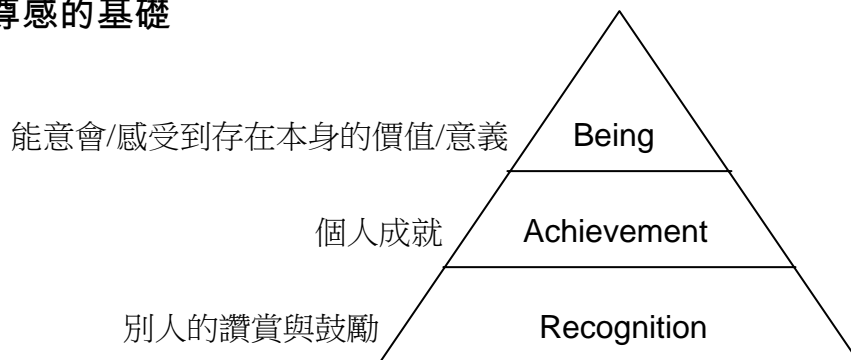 尊感的基礎
能意會/感受到存在本身的價值/意義 Being
個人成就 Achievement
別人的讚賞與鼓勵 Recognition